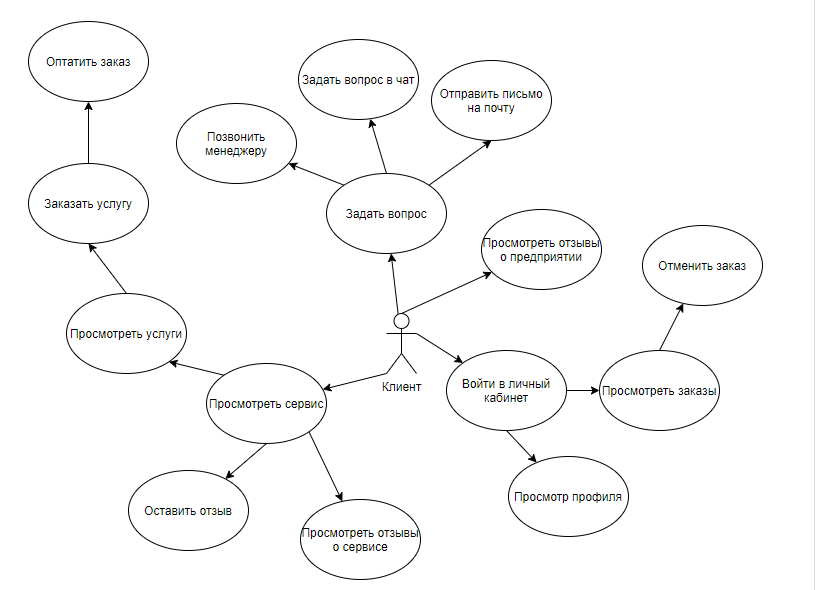 Оптатить заказ
Задать вопрос в чат
Отправить письмо
на почту
Позвонить
менеджеру
Заказать услугу
Задать вопрос
Просмотреть отзывы
о предприятии
Отменить заказ
Просмотреть услуги
Клиент
Войти в личный
кабинет
Просмотреть заказы
Просмотреть сервис
Просмотр профиля
Оставить отзыв
Просмотреть отзывы
о сервисе